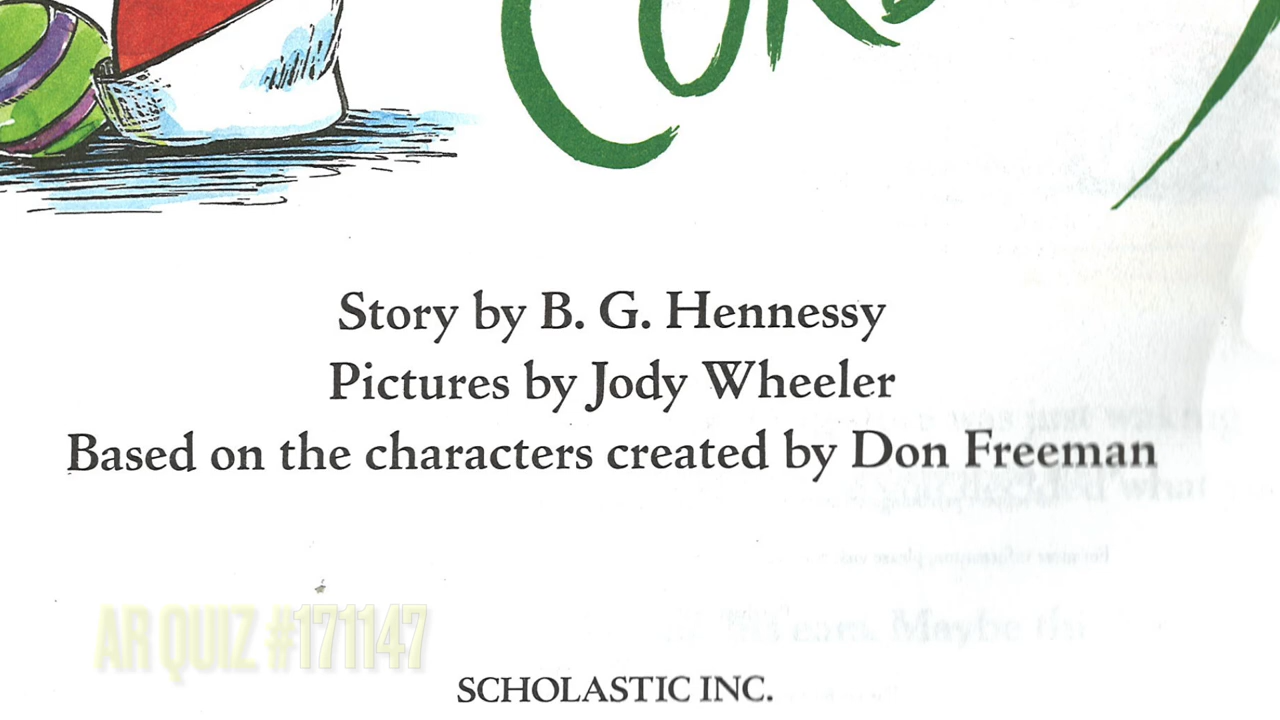 Story by B. G. Hennessy
Pictures by Jody Wheeler
Based on the characters created by Don Freeman
AR QUIZ #171147
SCHOLASTIC INC.